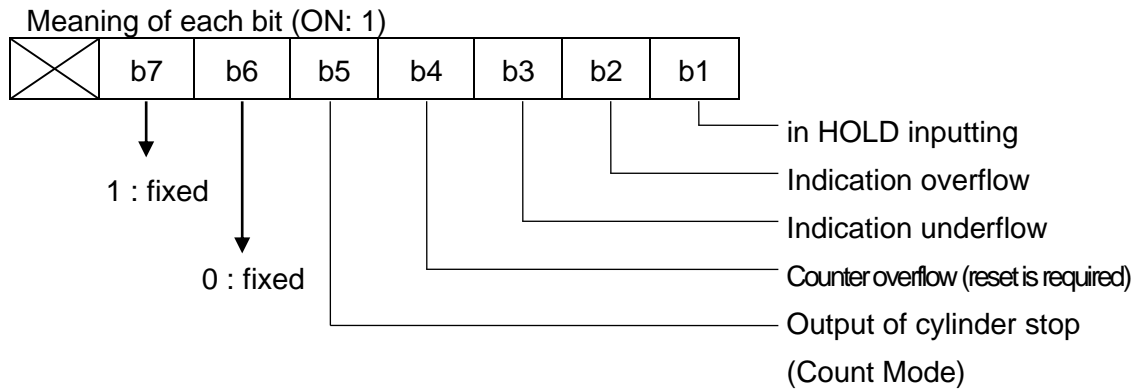 Meaning of each bit (ON: 1)
b7 b6 b5 b4 b3 b2 b1
in HOLD inputting
1 : fixed
Indication overflow
Indication underflow
0 : fixed
Counter overflow (reset is required)
Output of cylinder stop
(Count Mode)